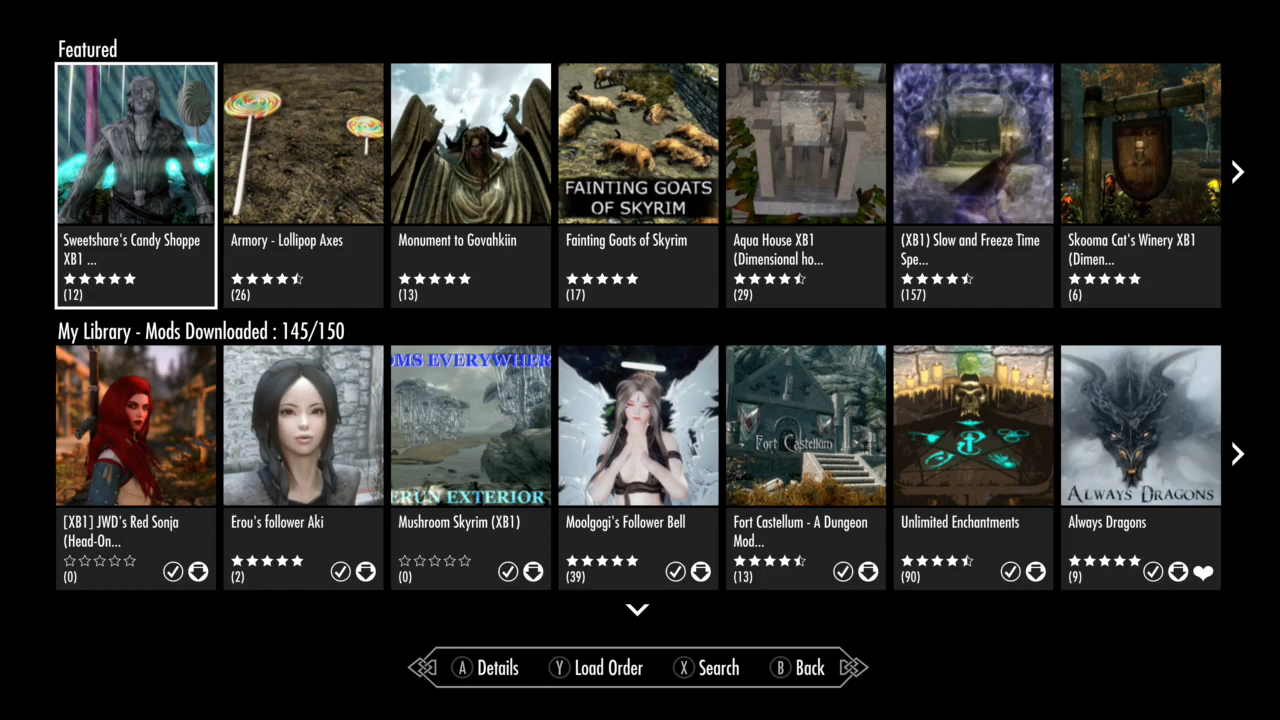 Featured
FAINTING GOATS
OF SKYRIM
Sweetshare's Candy Shoppe
XB1 ...
(12)
Armory - Lollipop Axes
(26)
Monument to Govahkiin
(13)
Fainting Goats of Skyrim
(17)
Aqua House XB1
(Dimensional ho...
(29)
(XB1) Slow and Freeze Time
Spe...
(157)
Skooma Cat's Winery XB1
(Dimen...
(6)
My Library - Mods Downloaded : 145/150
OMS EVERYWHER
ERUN EXTERIOR
Fort Castellum
ALWAYS DRAGONS
[XB1] JWD's Red Sonja
(Head-On...
(0)
Erou's follower Aki
(2)
Mushroom Skyrim (XB1)
(0)
Moolgogi's Follower Bell
(39)
Fort Castellum - A Dungeon
Mod...
(13)
Unlimited Enchantments
(90)
Always Dragons
(9)
A Details Y Load Order X Search B Back